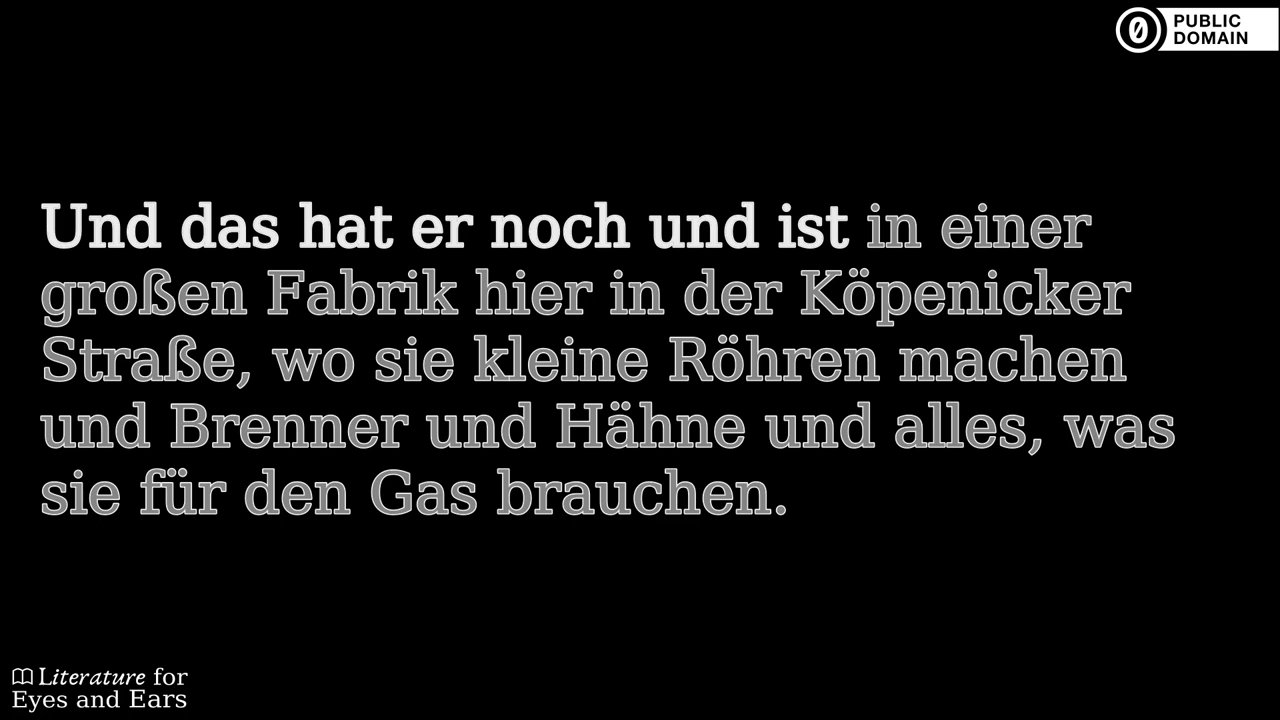 PUBLIC
DOMAIN
Und das hat er noch und ist in einer
großen Fabrik hier in der Köpenicker
Straße, wo sie kleine Röhren machen
und Brenner und Hähne und alles, was
sie für den Gas brauchen.
Literature for
Eyes and Ears